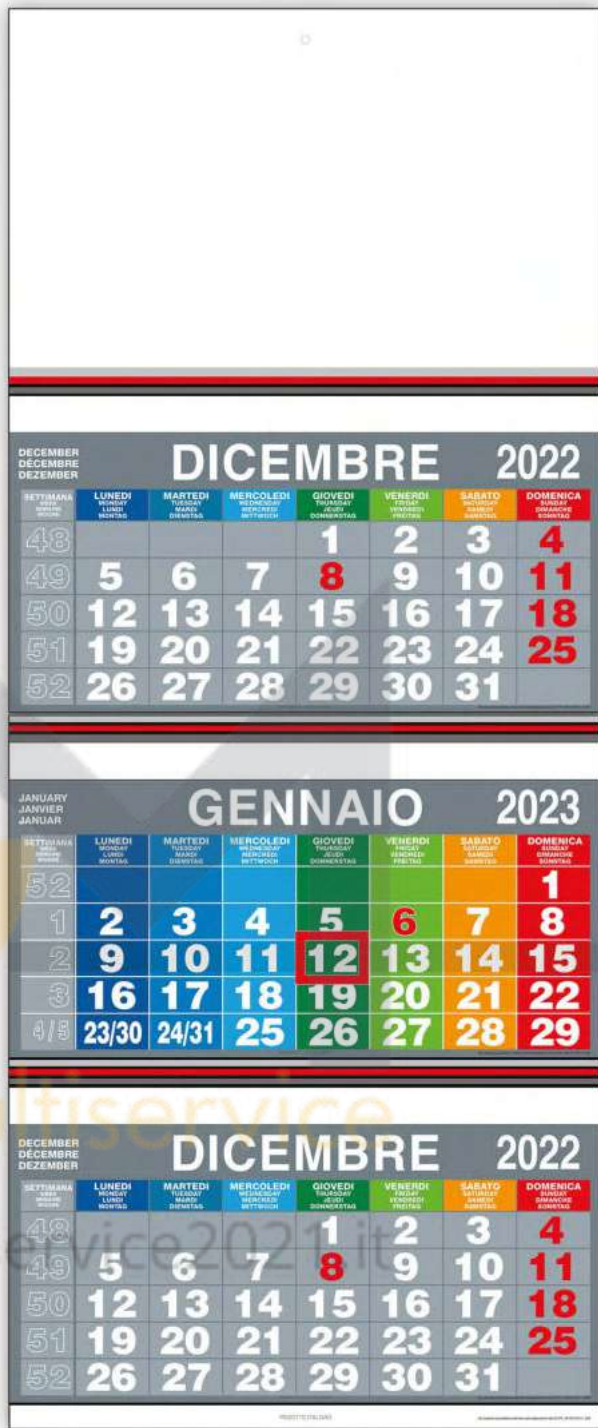 DECEMBER
DÉCEMBRE
DEZEMBER
DICEMBRE 2022
SETTIMANA LUNEDI MARTEDI MERCOLEDI GIOVEDI VENERDI SABATO DOMENICA
MONDAY TUESDAY WEDNESDAY THURSDAY FRIDAY SATURDAY SUNDAY
LUNDI MARDI MERCREDI JEUDI VENDREDI SAMEDI DIMANCHE
MONTAG DIENSTAG MITTWOCH DONNERSTAG FREITAG SAMSTAG SONNTAG
48 1 2 3 4
49 5 6 7 8 9 10 11
50 12 13 14 15 16 17 18
51 19 20 21 22 23 24 25
52 26 27 28 29 30 31
JANUARY
JANVIER
JANUAR
GENNAIO 2023
SETTIMANA LUNEDI MARTEDI MERCOLEDI GIOVEDI VENERDI SABATO DOMENICA
MONDAY TUESDAY WEDNESDAY THURSDAY FRIDAY SATURDAY SUNDAY
LUNDI MARDI MERCREDI JEUDI VENDREDI SAMEDI DIMANCHE
MONTAG DIENSTAG MITTWOCH DONNERSTAG FREITAG SAMSTAG SONNTAG
52 1
1 2 3 4 5 6 7 8
2 9 10 11 12 13 14 15
3 16 17 18 19 20 21 22
4/5 23/30 24/31 25 26 27 28 29
ltiservice
DECEMBER
DÉCEMBRE
DEZEMBER
DICEMBRE 2022
SETTIMANA LUNEDI MARTEDI MERCOLEDI GIOVEDI VENERDI SABATO DOMENICA
MONDAY TUESDAY WEDNESDAY THURSDAY FRIDAY SATURDAY SUNDAY
LUNDI MARDI MERCREDI JEUDI VENDREDI SAMEDI DIMANCHE
MONTAG DIENSTAG MITTWOCH DONNERSTAG FREITAG SAMSTAG SONNTAG
48 1 2 3 4
ervice2021.it
49 5 6 7 8 9 10 11
50 12 13 14 15 16 17 18
51 19 20 21 22 23 24 25
52 26 27 28 29 30 31